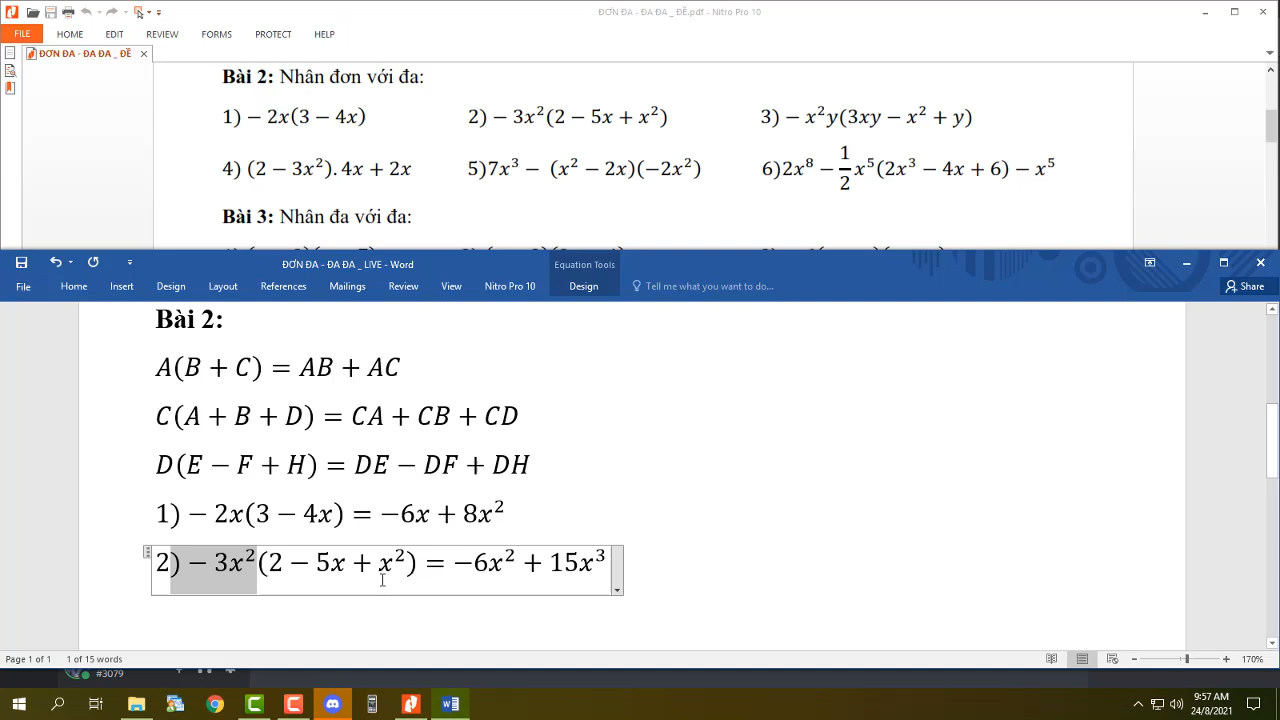 ĐƠN ĐA - ĐA ĐA _ ĐỀ.pdf - Nitro Pro 10
FILE HOME EDIT REVIEW FORMS PROTECT HELP
ĐƠN ĐA - ĐA ĐA _ ĐỀ
Bài 2: Nhân đơn với đa:
1) − 2x(3 − 4x) 2) − 3x²(2 − 5x + x²) 3) − x²y(3xy − x² + y)
4) (2 − 3x²). 4x + 2x 5)7x³ − (x² − 2x)(−2x²) 6)2x⁸ − 1/2 x⁵(2x³ − 4x + 6) − x⁵
Bài 3: Nhân đa với đa:
ĐƠN ĐA - ĐA ĐA _ LIVE - Word Equation Tools
File Home Insert Design Layout References Mailings Review View Nitro Pro 10 Design Tell me what you want to do... Share
Bài 2:
A(B + C) = AB + AC
C(A + B + D) = CA + CB + CD
D(E − F + H) = DE − DF + DH
1) − 2x(3 − 4x) = −6x + 8x²
2) − 3x²(2 − 5x + x²) = −6x² + 15x³
Page 1 of 1 1 of 15 words 170%
#3079
9:57 AM
24/8/2021